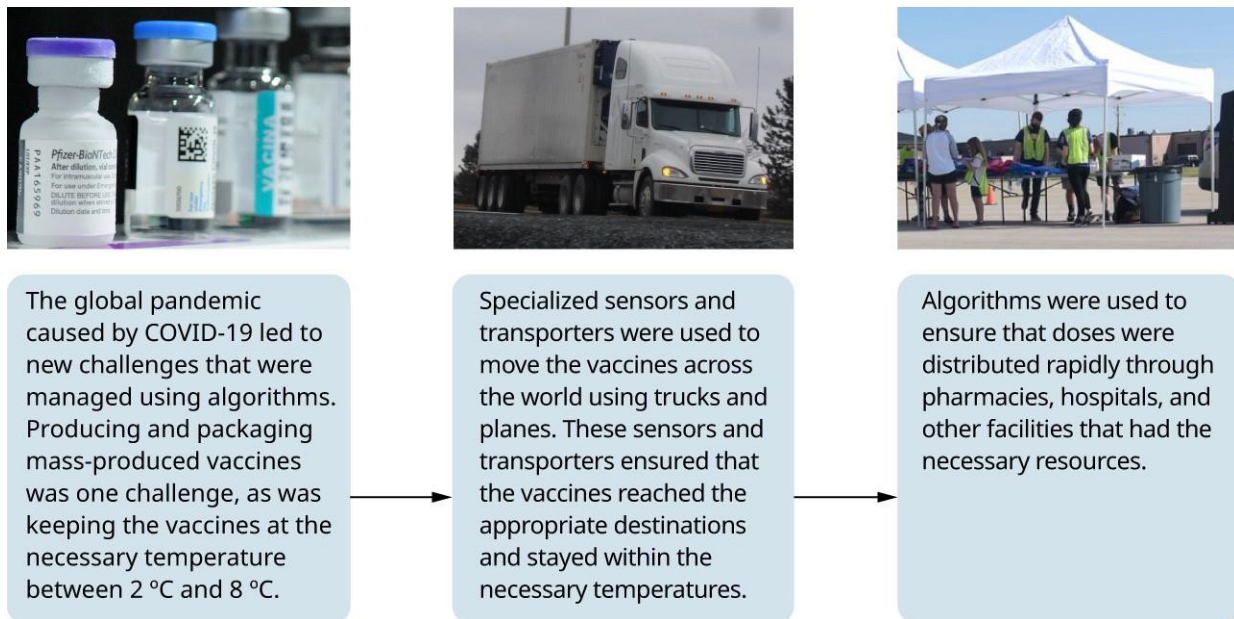 Pfizer-BioNTech
After dilution, vial
For intramuscular use
For use under Emergen
DILUTE BEFORE USE
Dilution date and time
PAA165969
VACINA
The global pandemic
caused by COVID-19 led to
new challenges that were
managed using algorithms.
Producing and packaging
mass-produced vaccines
was one challenge, as was
keeping the vaccines at the
necessary temperature
between 2 ºC and 8 ºC.
Specialized sensors and
transporters were used to
move the vaccines across
the world using trucks and
planes. These sensors and
transporters ensured that
the vaccines reached the
appropriate destinations
and stayed within the
necessary temperatures.
Algorithms were used to
ensure that doses were
distributed rapidly through
pharmacies, hospitals, and
other facilities that had the
necessary resources.